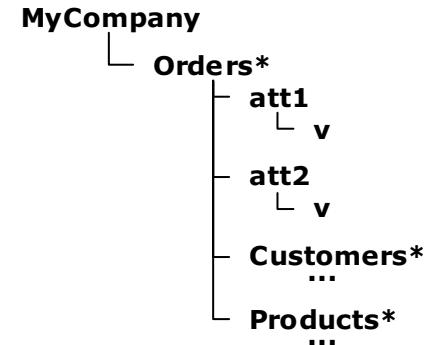 MyCompany
Orders*
att1
v
att2
v
Customers*
...
Products*
...